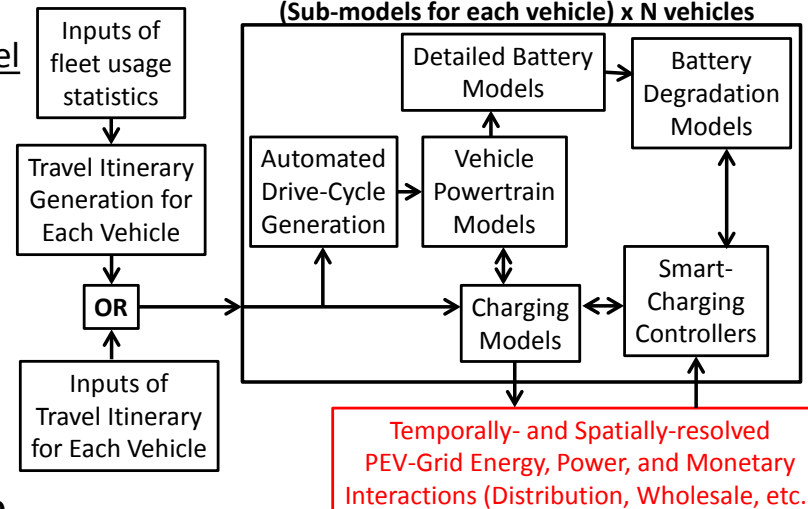 (Sub-models for each vehicle) x N vehicles
el
Inputs of
fleet usage
statistics
Travel Itinerary
Generation for
Each Vehicle
OR
Inputs of
Travel Itinerary
for Each Vehicle
Automated
Drive-Cycle
Generation
Detailed Battery
Models
Vehicle
Powertrain
Models
Battery
Degradation
Models
Charging
Models
Smart-
Charging
Controllers
Temporally- and Spatially-resolved
PEV-Grid Energy, Power, and Monetary
Interactions (Distribution, Wholesale, etc.